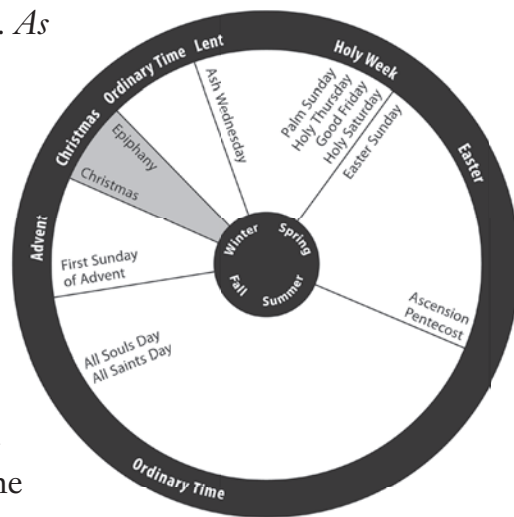 . As
Christmas
Ordinary Time
Lent
Holy Week
Easter
Ordinary Time
Advent
Epiphany
Christmas
Ash Wednesday
Palm Sunday
Holy Thursday
Good Friday
Holy Saturday
Easter Sunday
Ascension
Pentecost
All Souls Day
All Saints Day
First Sunday
of Advent
Winter
Spring
Summer
Fall
ne